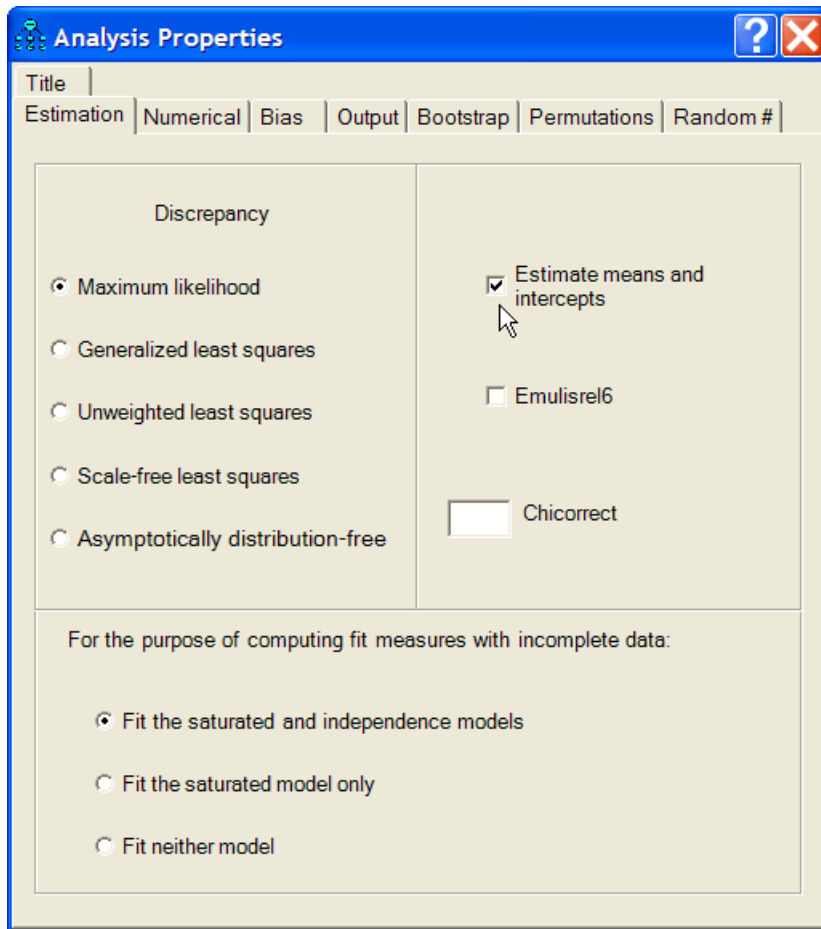 Analysis Properties
Title
Estimation Numerical Bias Output Bootstrap Permutations Random #
Discrepancy
Maximum likelihood
Generalized least squares
Unweighted least squares
Scale-free least squares
Asymptotically distribution-free
Estimate means and
intercepts
Emulisrel6
Chicorrect
For the purpose of computing fit measures with incomplete data:
Fit the saturated and independence models
Fit the saturated model only
Fit neither model